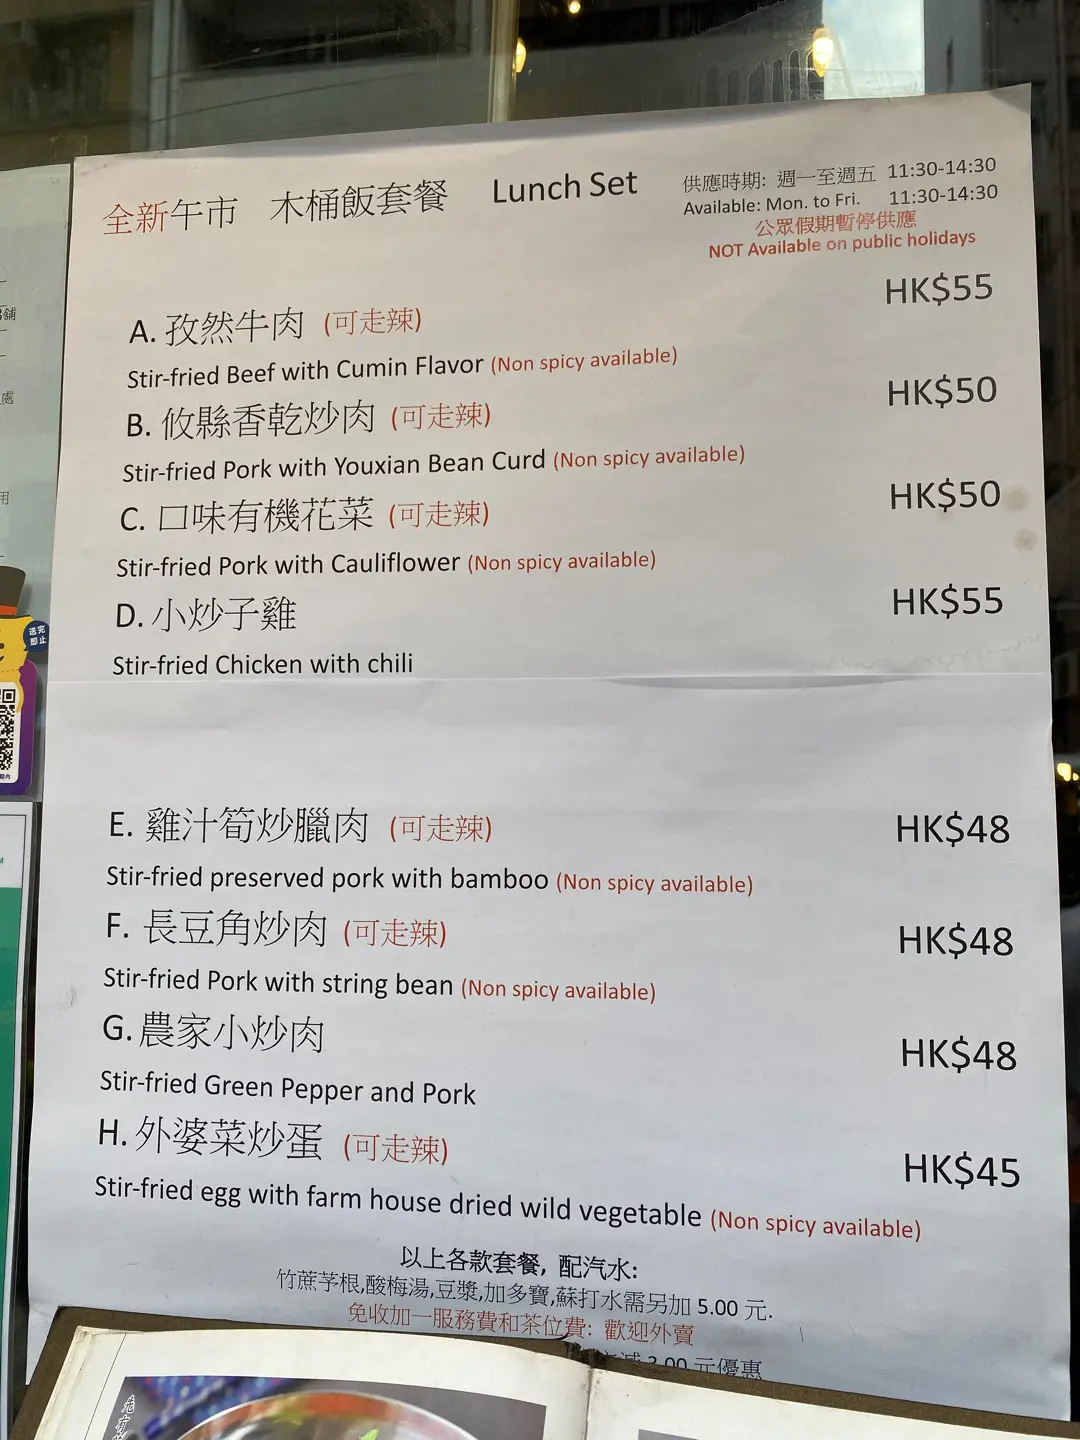 全新午市 木桶飯套餐 Lunch Set
供應時期: 週一至週五 11:30-14:30
Available: Mon. to Fri. 11:30-14:30
公眾假期暫停供應
NOT Available on public holidays
HK$55
A. 孜然牛肉 (可走辣)
Stir-fried Beef with Cumin Flavor (Non spicy available)
HK$50
B. 攸縣香乾炒肉 (可走辣)
Stir-fried Pork with Youxian Bean Curd (Non spicy available)
HK$50
C. 口味有機花菜 (可走辣)
Stir-fried Pork with Cauliflower (Non spicy available)
HK$55
D. 小炒子雞
Stir-fried Chicken with chili
E. 雞汁筍炒臘肉 (可走辣) HK$48
Stir-fried preserved pork with bamboo (Non spicy available)
F. 長豆角炒肉 (可走辣) HK$48
Stir-fried Pork with string bean (Non spicy available)
G. 農家小炒肉 HK$48
Stir-fried Green Pepper and Pork
H. 外婆菜炒蛋 (可走辣) HK$45
Stir-fried egg with farm house dried wild vegetable (Non spicy available)
以上各款套餐, 配汽水:
竹蔗茅根,酸梅湯,豆漿,加多寶,蘇打水需另加 5.00 元.
免收加一服務費和茶位費: 歡迎外賣
減 3.00 元優惠
送完
即止
處
用